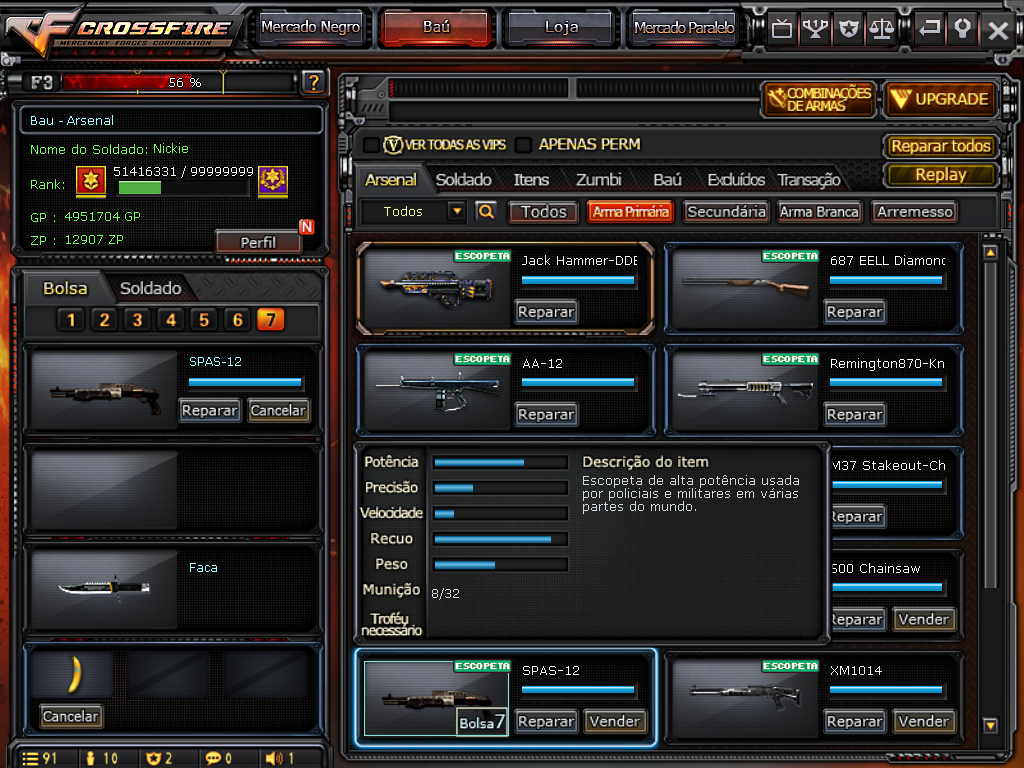 CROSSFIRE
MERCENARY FORCES CORPORATION
Mercado Negro
Baú
Loja
Mercado Paralelo
F3
56 %
?
Bau - Arsenal
Nome do Soldado: Nickie
Rank:
51416331 / 99999999
GP : 4951704 GP
ZP : 12907 ZP
N
Perfil
Bolsa
Soldado
1 2 3 4 5 6 7
SPAS-12
Reparar
Cancelar
Faca
Cancelar
91
10
2
0
1
COMBINAÇÕES
DE ARMAS
UPGRADE
V VER TODAS AS VIPS
APENAS PERM
Reparar todos
Replay
Arsenal
Soldado
Itens
Zumbi
Baú
Excluídos
Transação
Todos
Todos
Arma Primária
Secundária
Arma Branca
Arremesso
ESCOPETA
Jack Hammer-DDE
Reparar
ESCOPETA
687 EELL Diamond
Reparar
ESCOPETA
AA-12
Reparar
ESCOPETA
Remington870-Kn
Reparar
M37 Stakeout-Ch
Reparar
500 Chainsaw
Reparar
Vender
Potência
Precisão
Velocidade
Recuo
Peso
Munição
8/32
Troféu
necessário
Descrição do item
Escopeta de alta potência usada
por policiais e militares em várias
partes do mundo.
ESCOPETA
SPAS-12
Bolsa7
Reparar
Vender
ESCOPETA
XM1014
Reparar
Vender